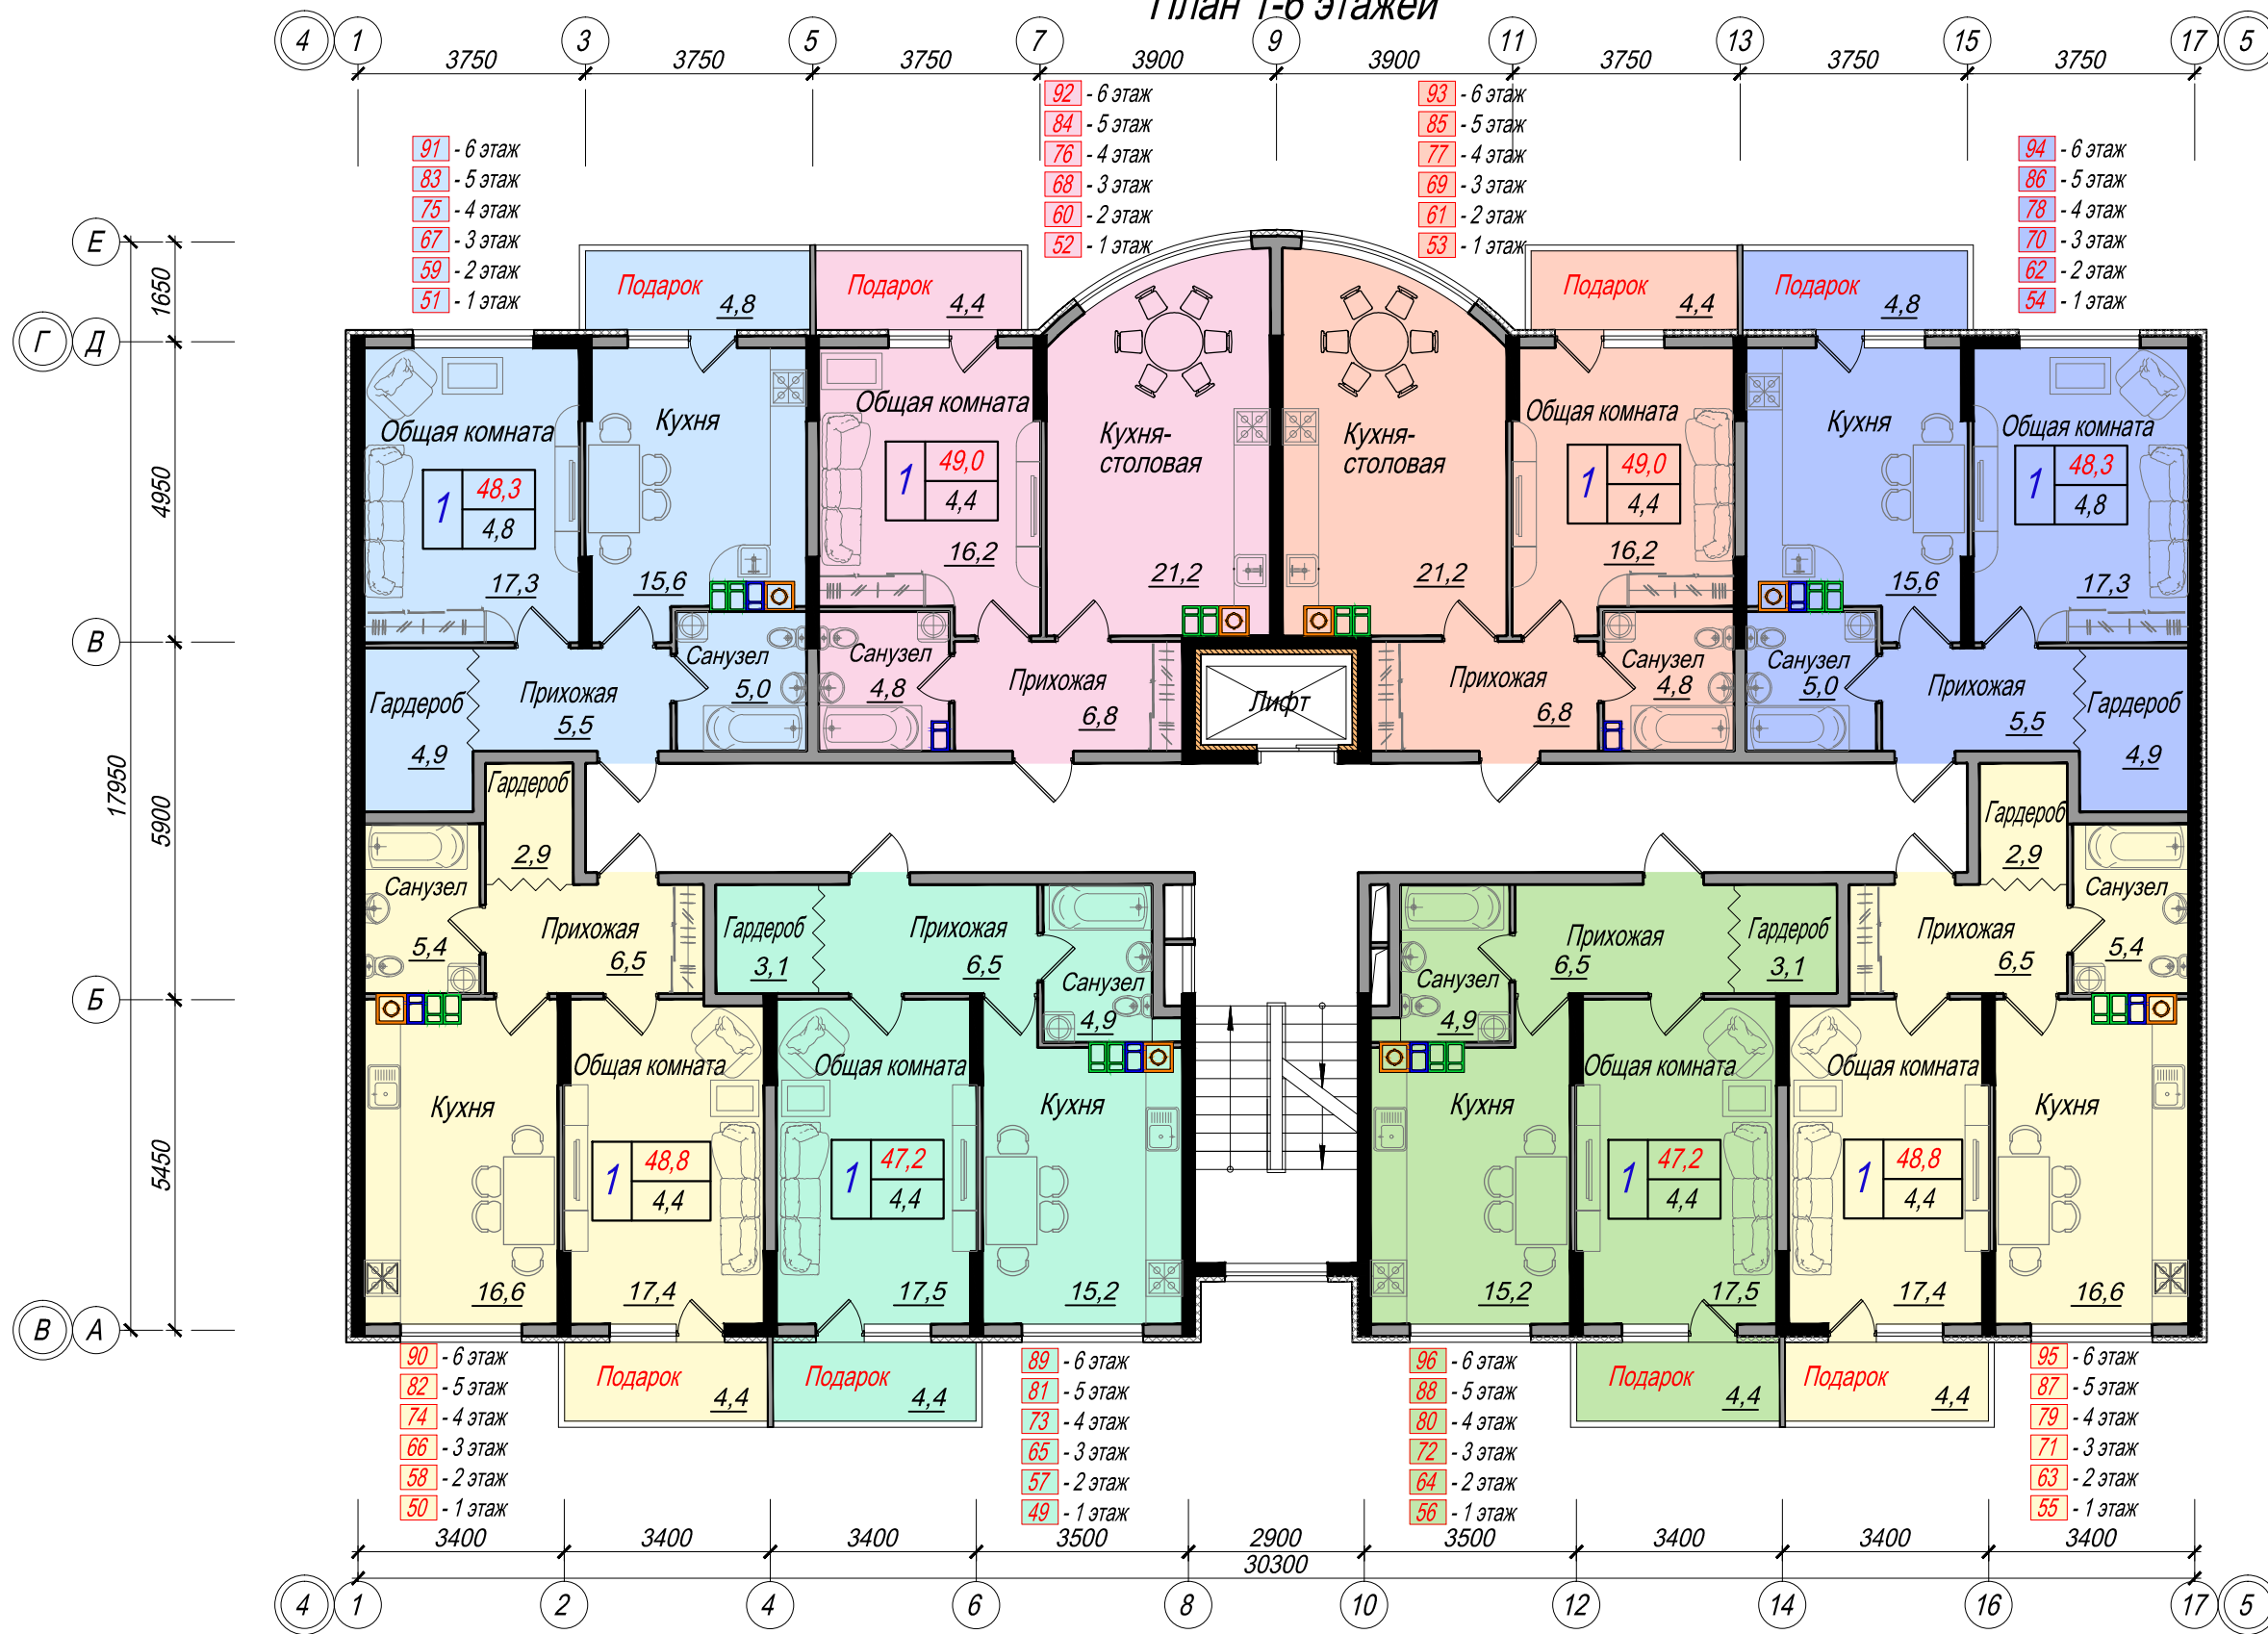 План 1-6 этажей
4 1 3 5 7 9 11 13 15 17 5
3750 3750 3750 3900 3900 3750 3750 3750
91 - 6 этаж
83 - 5 этаж
75 - 4 этаж
67 - 3 этаж
59 - 2 этаж
51 - 1 этаж
92 - 6 этаж
84 - 5 этаж
76 - 4 этаж
68 - 3 этаж
60 - 2 этаж
52 - 1 этаж
93 - 6 этаж
85 - 5 этаж
77 - 4 этаж
69 - 3 этаж
61 - 2 этаж
53 - 1 этаж
94 - 6 этаж
86 - 5 этаж
78 - 4 этаж
70 - 3 этаж
62 - 2 этаж
54 - 1 этаж
Е
Г Д
В
Б
В А
1650
4950
5900
5450
17950
Подарок
4,8
Подарок
4,4
Подарок
4,4
Подарок
4,8
Общая комната
1 48,3
4,8
17,3
Кухня
15,6
Общая комната
1 49,0
4,4
16,2
Кухня-
столовая
21,2
Кухня-
столовая
21,2
Общая комната
1 49,0
4,4
16,2
Кухня
15,6
Общая комната
1 48,3
4,8
17,3
Гардероб
4,9
Прихожая
5,5
Санузел
5,0
Санузел
4,8
Прихожая
6,8
Лифт
Прихожая
6,8
Санузел
4,8
Санузел
5,0
Прихожая
5,5
Гардероб
4,9
Гардероб
2,9
Санузел
5,4
Прихожая
6,5
Гардероб
3,1
Прихожая
6,5
Санузел
4,9
Санузел
4,9
Прихожая
6,5
Гардероб
3,1
Прихожая
6,5
Гардероб
2,9
Санузел
5,4
Кухня
16,6
Общая комната
1 48,8
4,4
17,4
Общая комната
1 47,2
4,4
17,5
Кухня
15,2
Кухня
15,2
Общая комната
1 47,2
4,4
17,5
Общая комната
1 48,8
4,4
17,4
Кухня
16,6
Подарок
4,4
Подарок
4,4
Подарок
4,4
Подарок
4,4
90 - 6 этаж
82 - 5 этаж
74 - 4 этаж
66 - 3 этаж
58 - 2 этаж
50 - 1 этаж
89 - 6 этаж
81 - 5 этаж
73 - 4 этаж
65 - 3 этаж
57 - 2 этаж
49 - 1 этаж
96 - 6 этаж
88 - 5 этаж
80 - 4 этаж
72 - 3 этаж
64 - 2 этаж
56 - 1 этаж
95 - 6 этаж
87 - 5 этаж
79 - 4 этаж
71 - 3 этаж
63 - 2 этаж
55 - 1 этаж
3400 3400 3400 3500 2900 3500 3400 3400 3400
30300
4 1 2 4 6 8 10 12 14 16 17 5